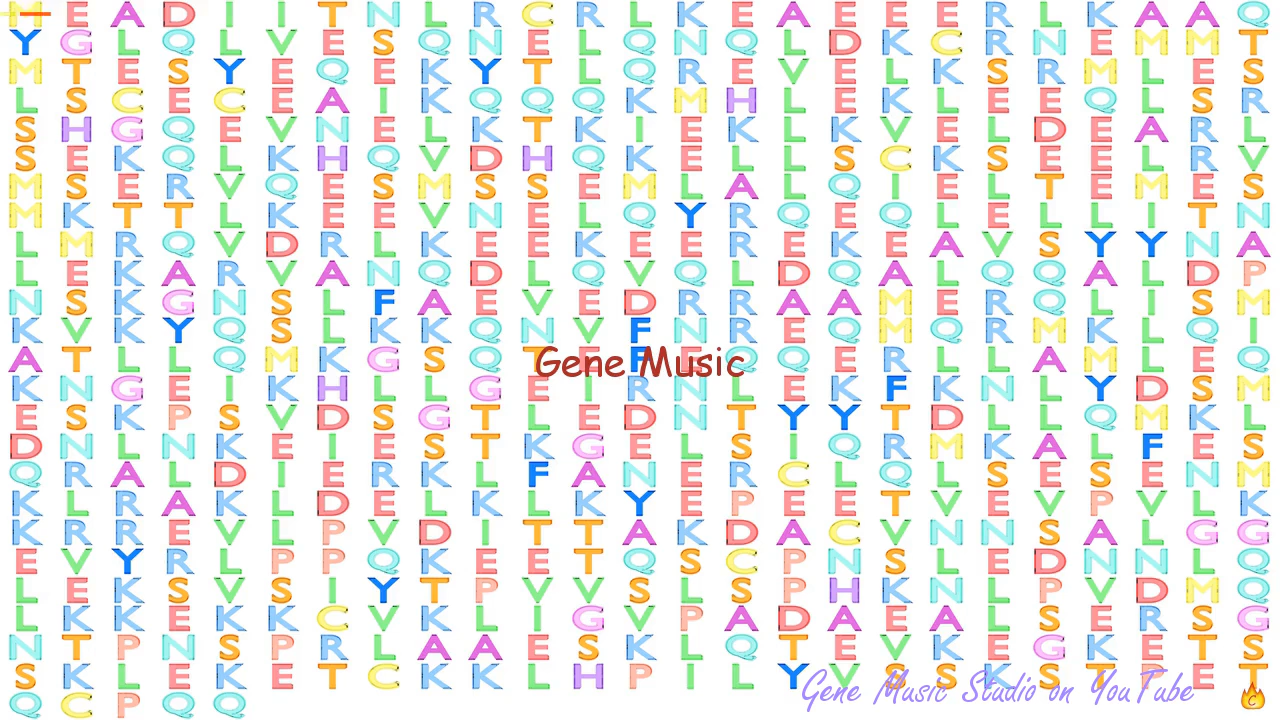 M E A D I I T N L R C R L K E A E E E R L K A A Q
Y G L Q L V E S Q N E L Q N Q L D K C R N E M M T
M T E S Y E Q E K Y T L Q R E V E L K S R M L E S
L S C E C E A I K Q Q Q K M H L E K L E E Q L S R
S H G Q E V N E L K T K I E K L K V E L D E A R L
S E K Q L K H Q V D H Q K E L L S C K S E E L R V
M S E R V Q E S M S S E M L A L Q I E L T E M E S
M K T T L K E E V N E L Q Y R Q E Q L E L L I T N
L M R Q V D R L K E E K E E R E K E A V S Y Y N A
L E K A R V A N Q D L Q V Q L D Q A L Q Q A L D P
N S K G N S L F A E V E D R R A A M E R Q L I S M
K V K Y Q S L K K Q N V F N R E Q M Q R M K L Q I
A T L L Q M K G S Q T E F E Q Q E R L L A M L E Q
Gene Music
K N G E I K H L L G E I R N L E K F K N L Y D S M
E S K P S V D S G T L E D N T Y Y T D L L Q M K L
D N L N K E I E S T K G E L S I Q R M K A L F E S
Q R A L D I E R K L F A N E R C L Q L S E S E N M
K L R A K L D E L K L K Y E P E E T V E V P V L K
K R R E V L P V D I T T A K D A C V N N S A L G G
E V Y R L P P Q K E E T Q S C P V S L E D N N L Q
L E K S V S I Y T P V V S L S P H K N L P V D M Q
L K K E K K C V K L I G V P A D A E A L S E R S G
N T P N S P R L A A E S K L Q T E V K E G K E T S
S K L E K E T C K K L H P I L Y V S S K S T P E T
Gene Music Studio on YouTube
Q C P Q Q